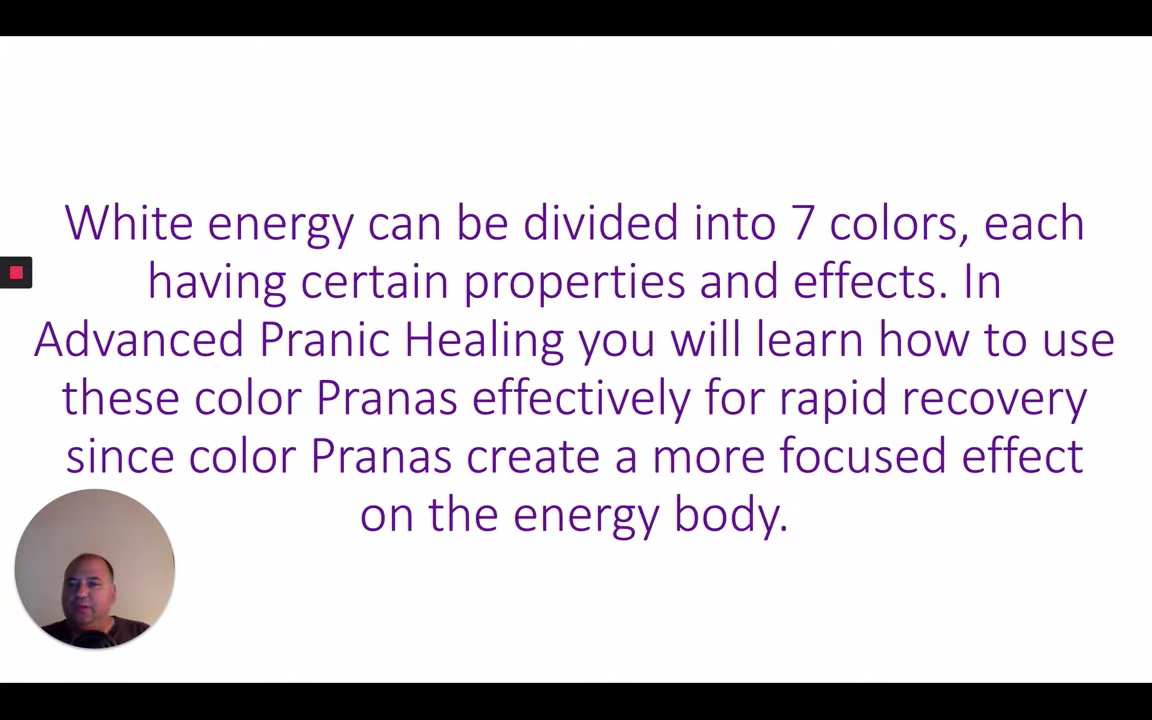 White energy can be divided into 7 colors, each
having certain properties and effects. In
Advanced Pranic Healing you will learn how to use
these color Pranas effectively for rapid recovery
since color Pranas create a more focused effect
on the energy body.